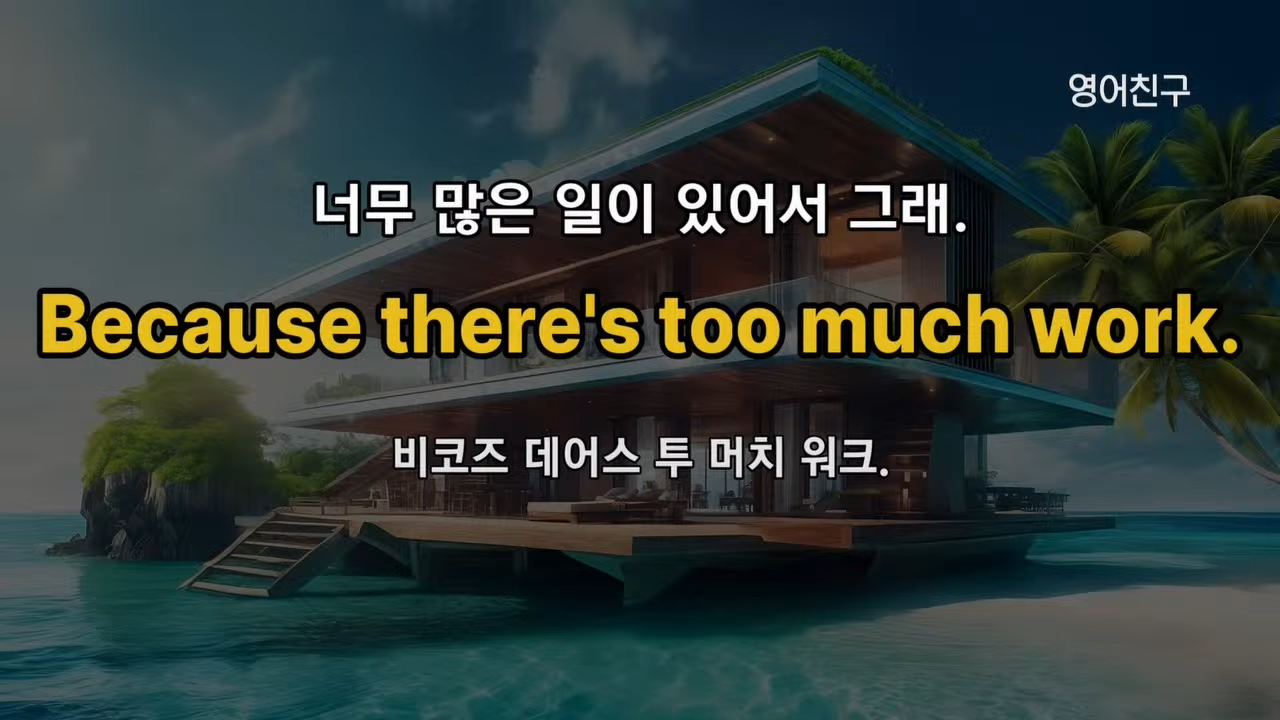 영어친구
너무 많은 일이 있어서 그래.
Because there's too much work.
비코즈 데어스 투 머치 워크.